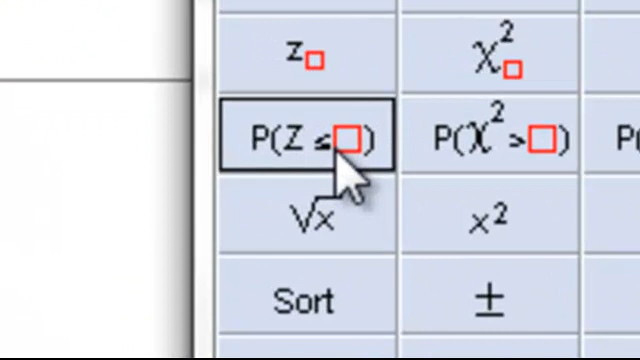 z□ χ²□
P(Z ≤□) P(χ² >□) P(
√x x²
Sort ±